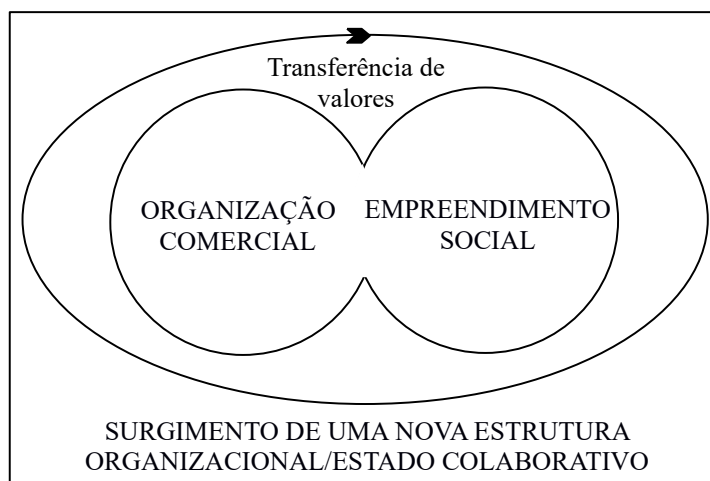 Transferência de
valores
ORGANIZAÇÃO
COMERCIAL
EMPREENDIMENTO
SOCIAL
SURGIMENTO DE UMA NOVA ESTRUTURA
ORGANIZACIONAL/ESTADO COLABORATIVO